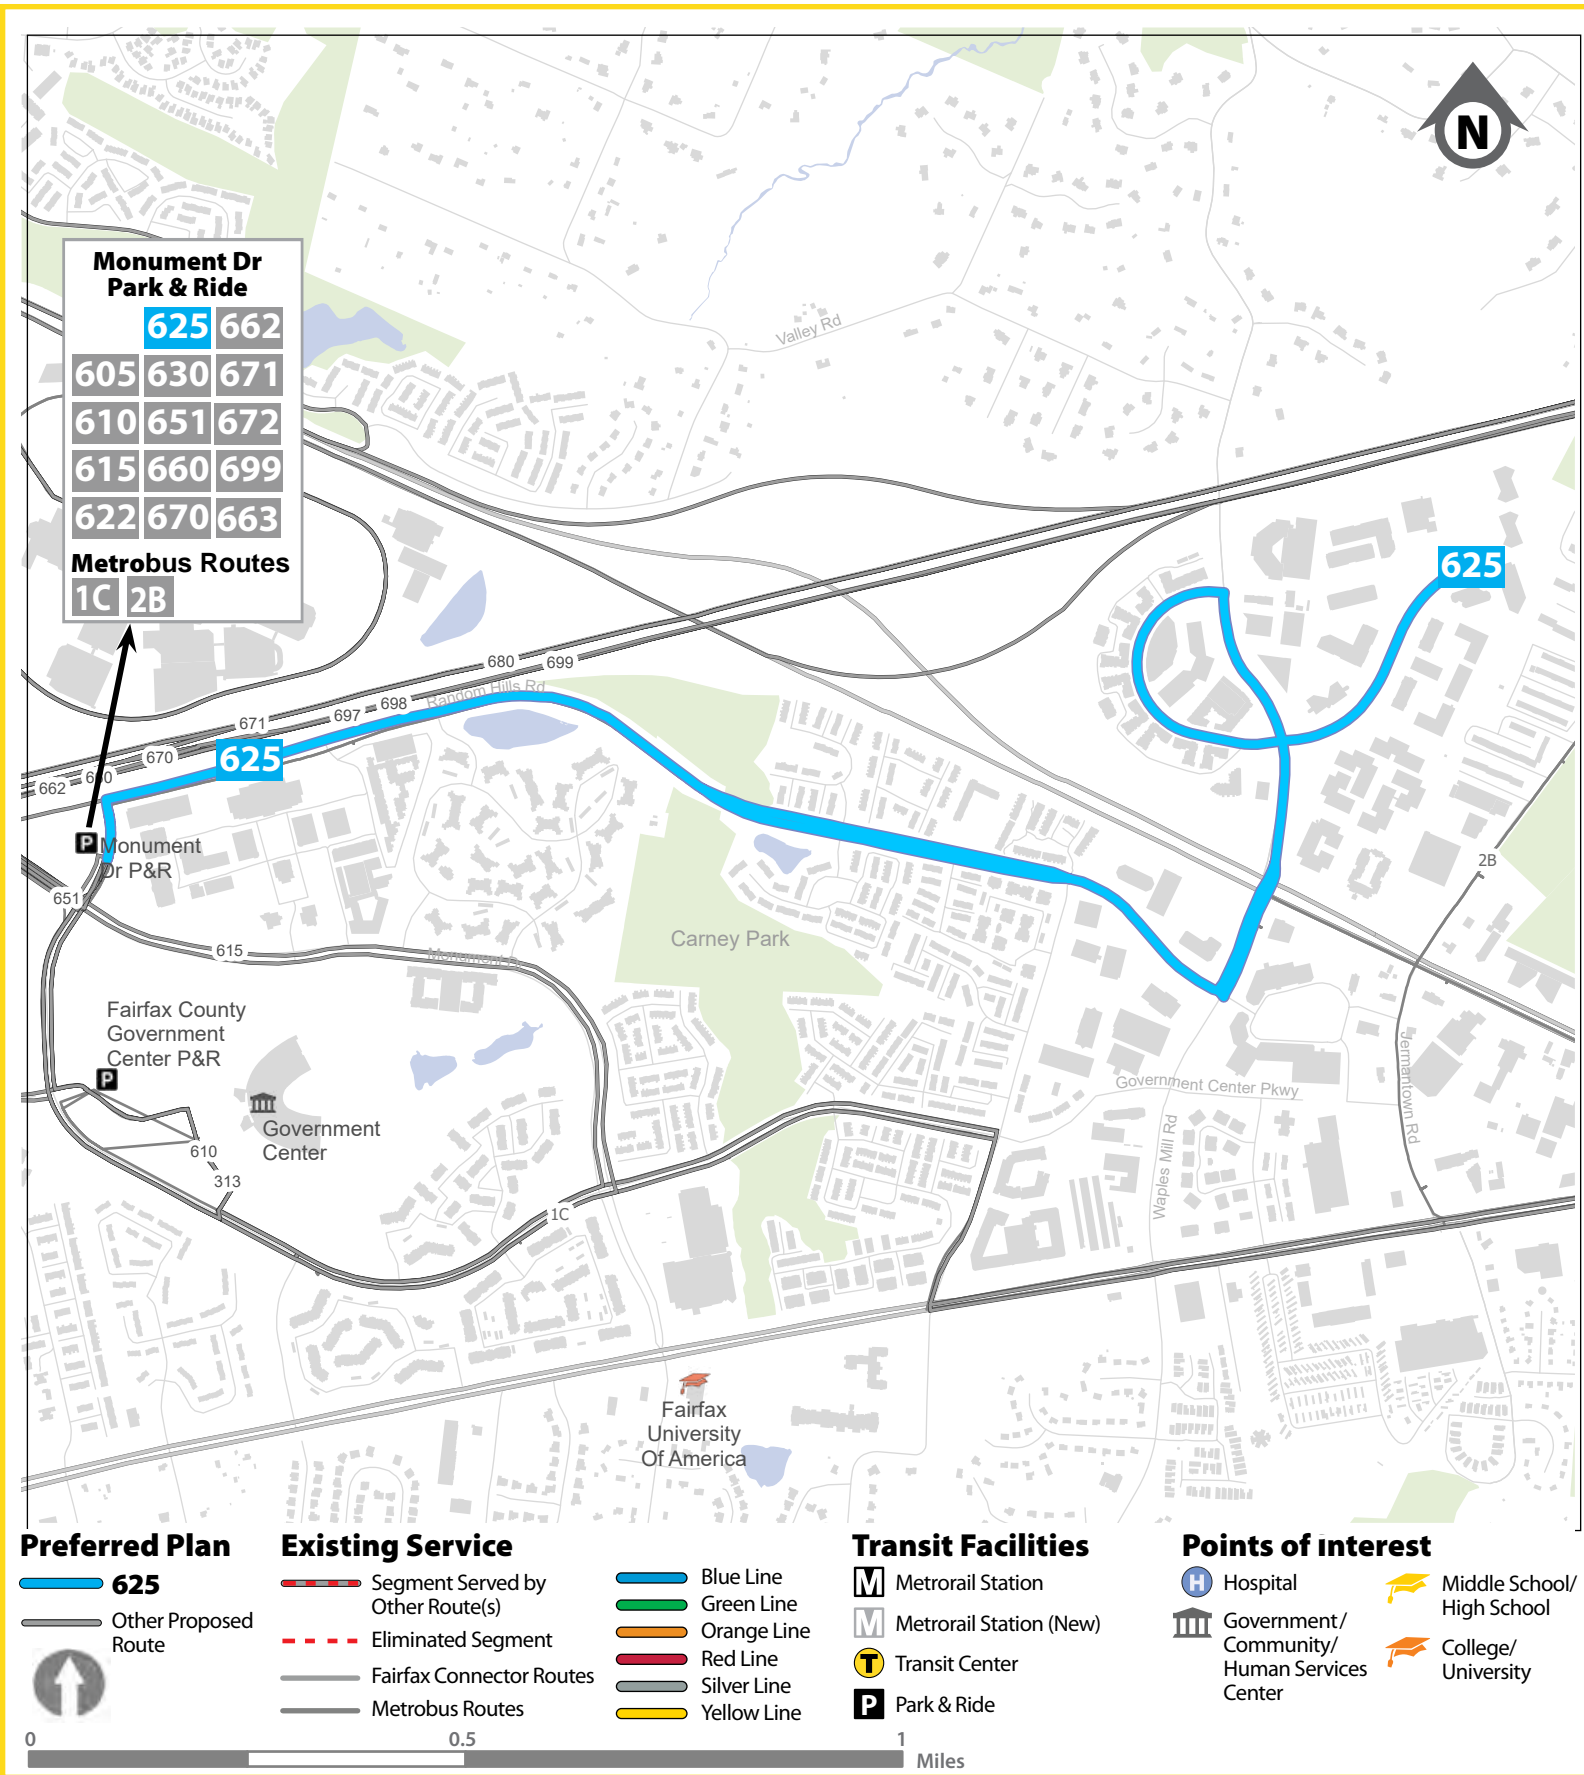 N
Monument Dr
Park & Ride
625 662
605 630 671
610 651 672
615 660 699
622 670 663
Metrobus Routes
1C 2B
Valley Rd
625
680
699
Random Hills Rd
698
697
671
670
662
625
P
Monument
Dr P&R
651
615
Monument
Carney Park
2B
Jermantown Rd
Fairfax County
Government
Center P&R
P
Government
Center
610
313
1C
Government Center Pkwy
Waples Mill Rd
Fairfax
University
Of America
Preferred Plan
625
Other Proposed
Route
Existing Service
Segment Served by
Other Route(s)
Eliminated Segment
Fairfax Connector Routes
Metrobus Routes
Blue Line
Green Line
Orange Line
Red Line
Silver Line
Yellow Line
Transit Facilities
M Metrorail Station
M Metrorail Station (New)
T Transit Center
P Park & Ride
Points of Interest
H Hospital
Government/
Community/
Human Services
Center
Middle School/
High School
College/
University
0 0.5 1
Miles